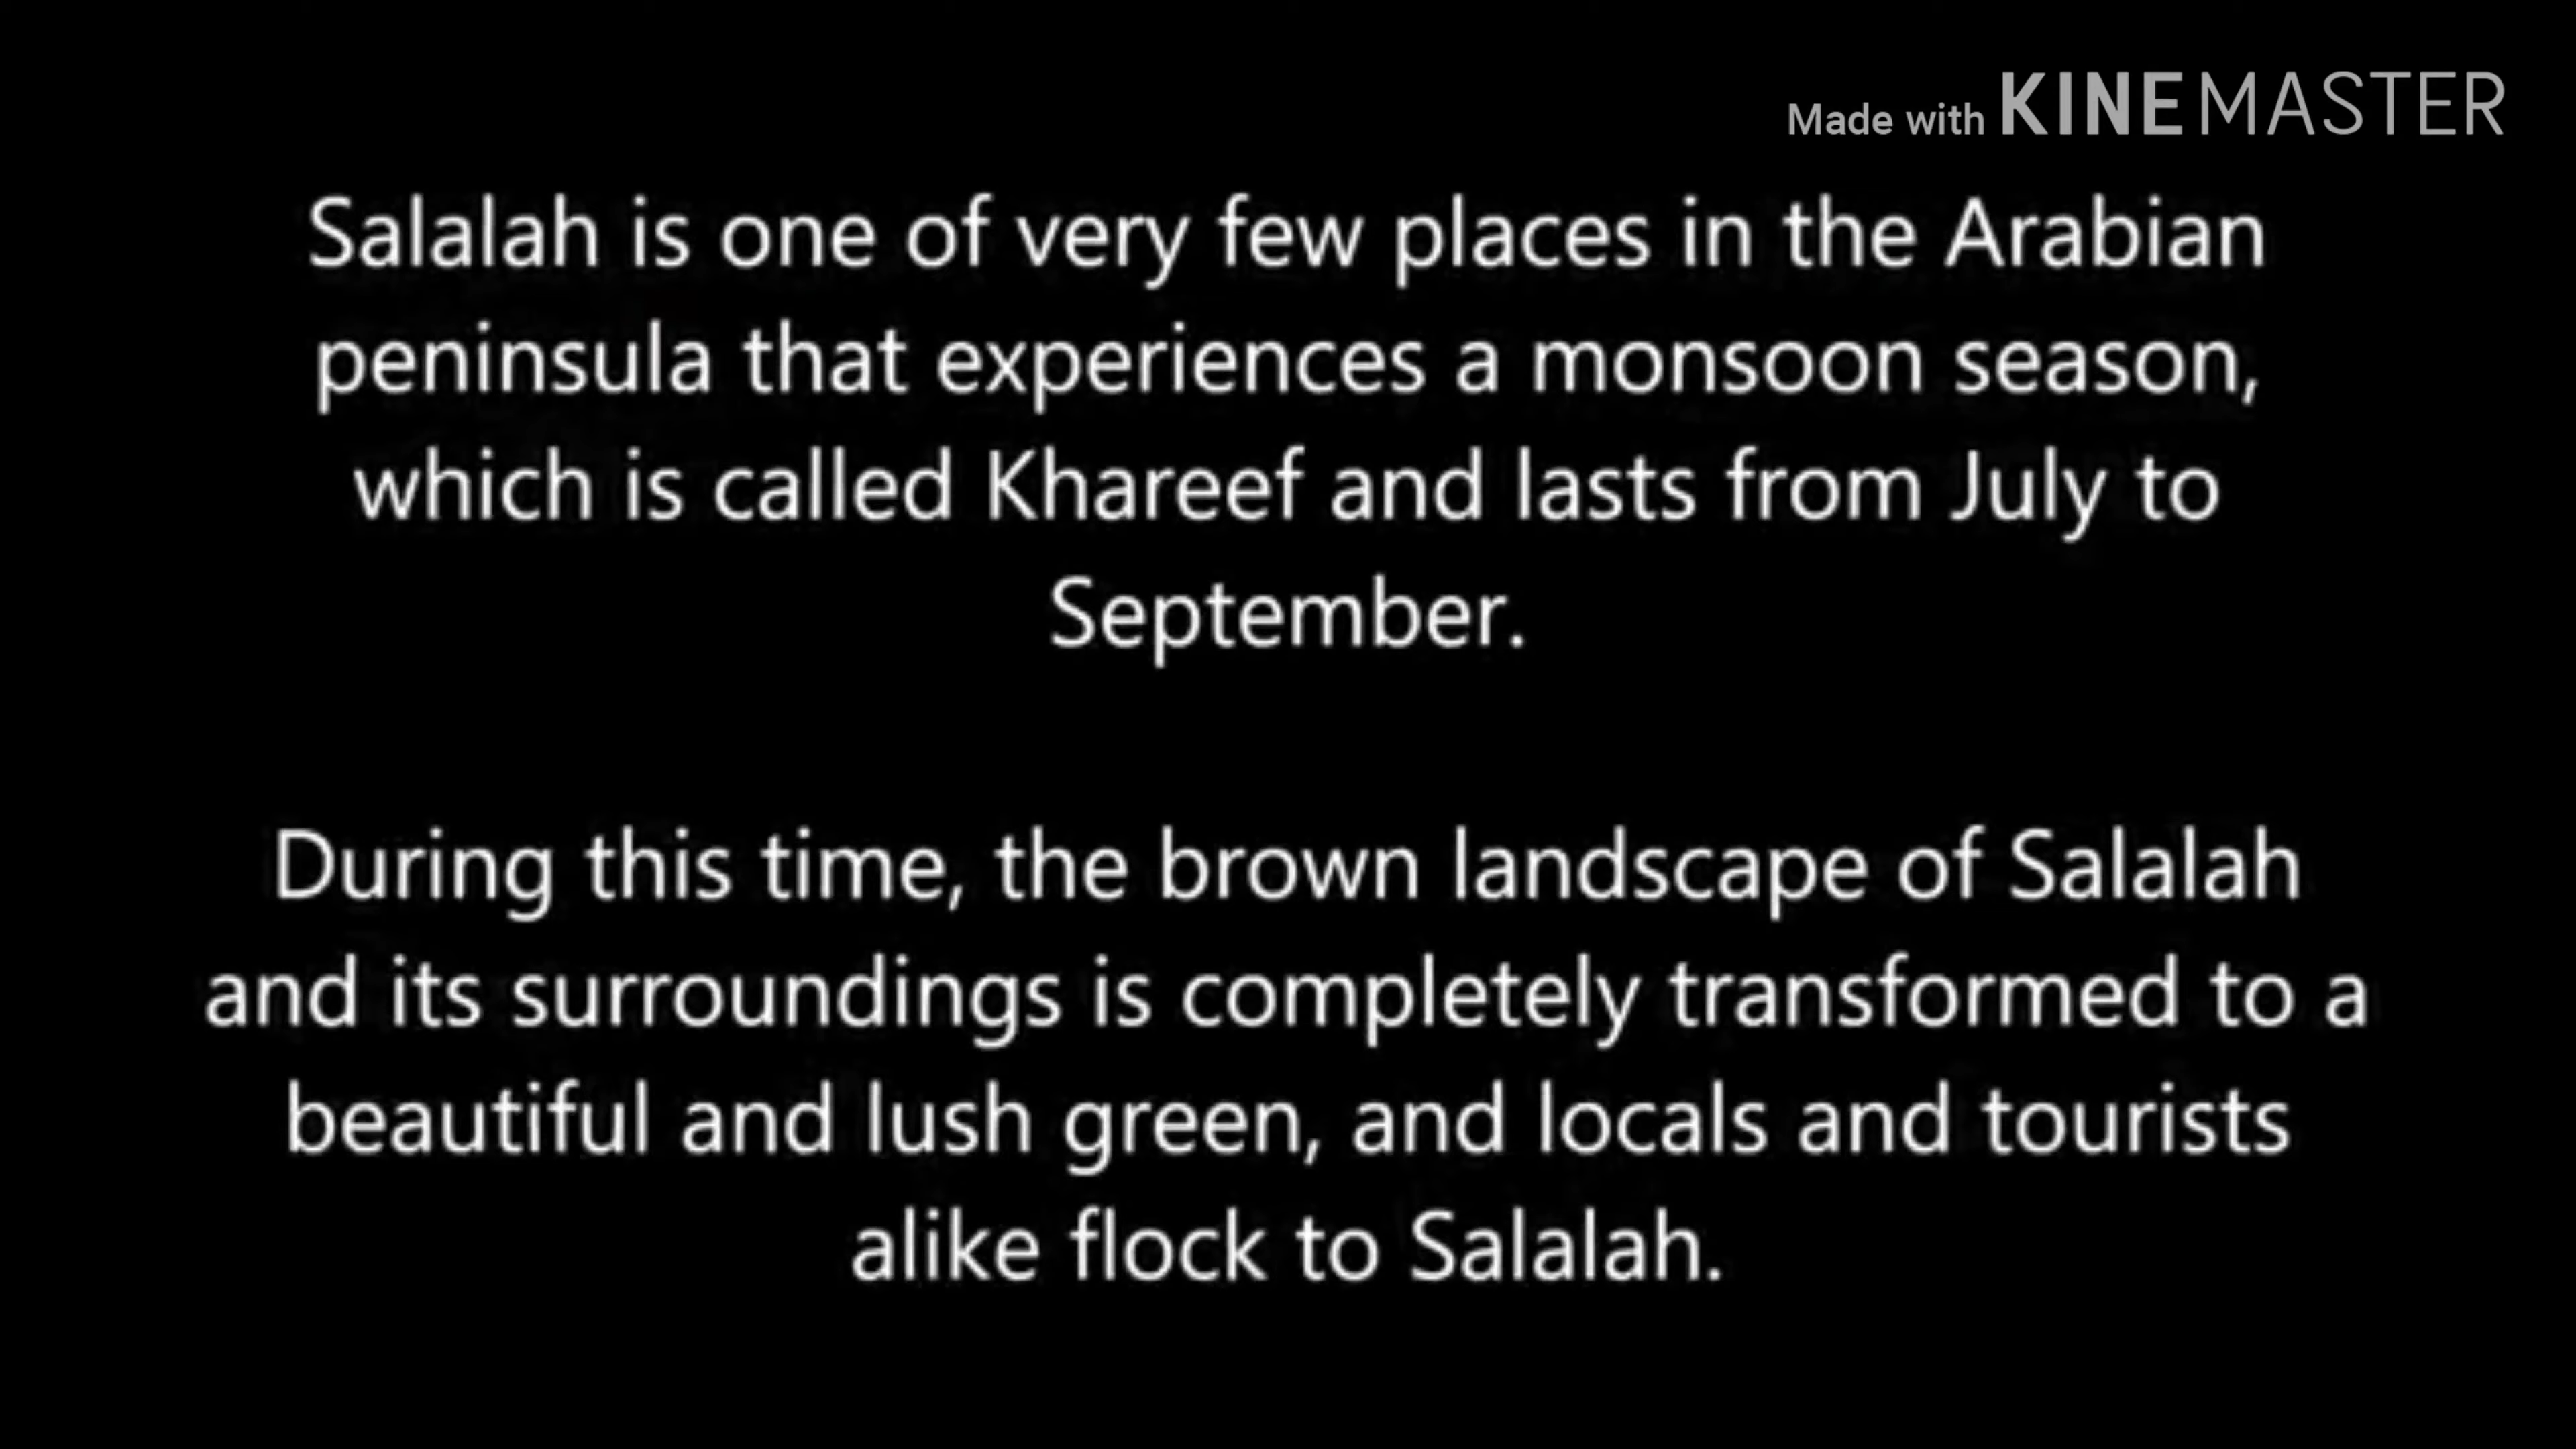 Made with KINEMASTER
Salalah is one of very few places in the Arabian
peninsula that experiences a monsoon season,
which is called Khareef and lasts from July to
September.
During this time, the brown landscape of Salalah
and its surroundings is completely transformed to a
beautiful and lush green, and locals and tourists
alike flock to Salalah.